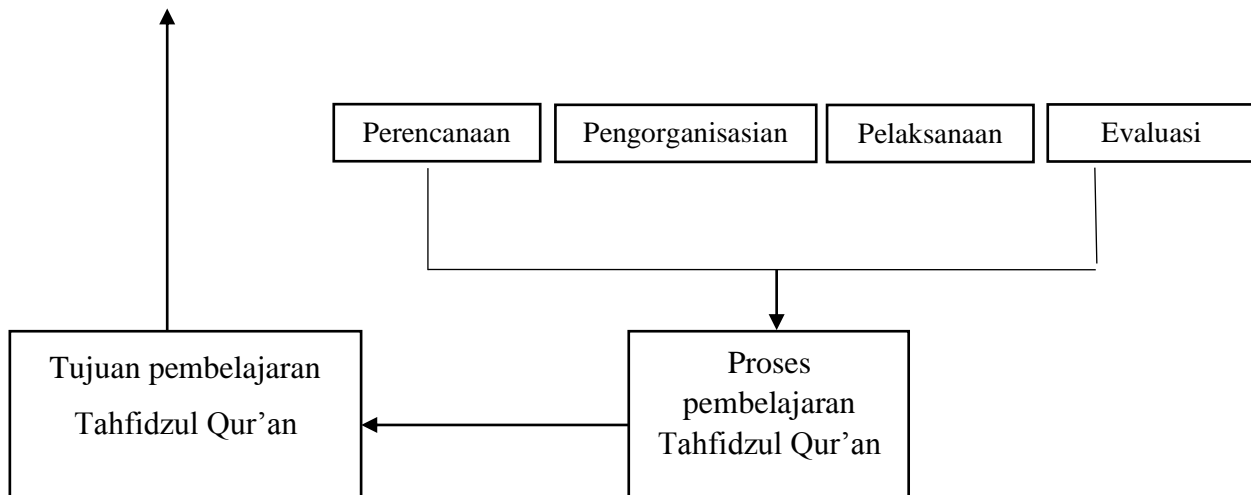 Perencanaan
Pengorganisasian
Pelaksanaan
Evaluasi
Tujuan pembelajaran
Tahfidzul Qur’an
Proses
pembelajaran
Tahfidzul Qur’an